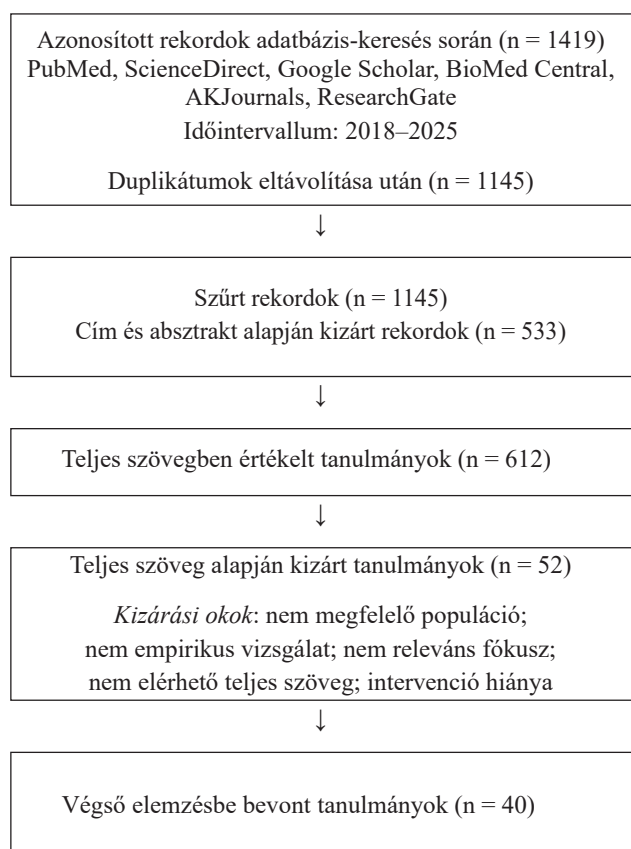 Azonosított rekordok adatbázis-keresés során (n = 1419)
PubMed, ScienceDirect, Google Scholar, BioMed Central,
AKJournals, ResearchGate
Időintervallum: 2018–2025
Duplikátumok eltávolítása után (n = 1145)
↓
Szűrt rekordok (n = 1145)
Cím és absztrakt alapján kizárt rekordok (n = 533)
↓
Teljes szövegben értékelt tanulmányok (n = 612)
↓
Teljes szöveg alapján kizárt tanulmányok (n = 52)
Kizárási okok: nem megfelelő populáció;
nem empirikus vizsgálat; nem releváns fókusz;
nem elérhető teljes szöveg; intervenció hiánya
↓
Végső elemzésbe bevont tanulmányok (n = 40)